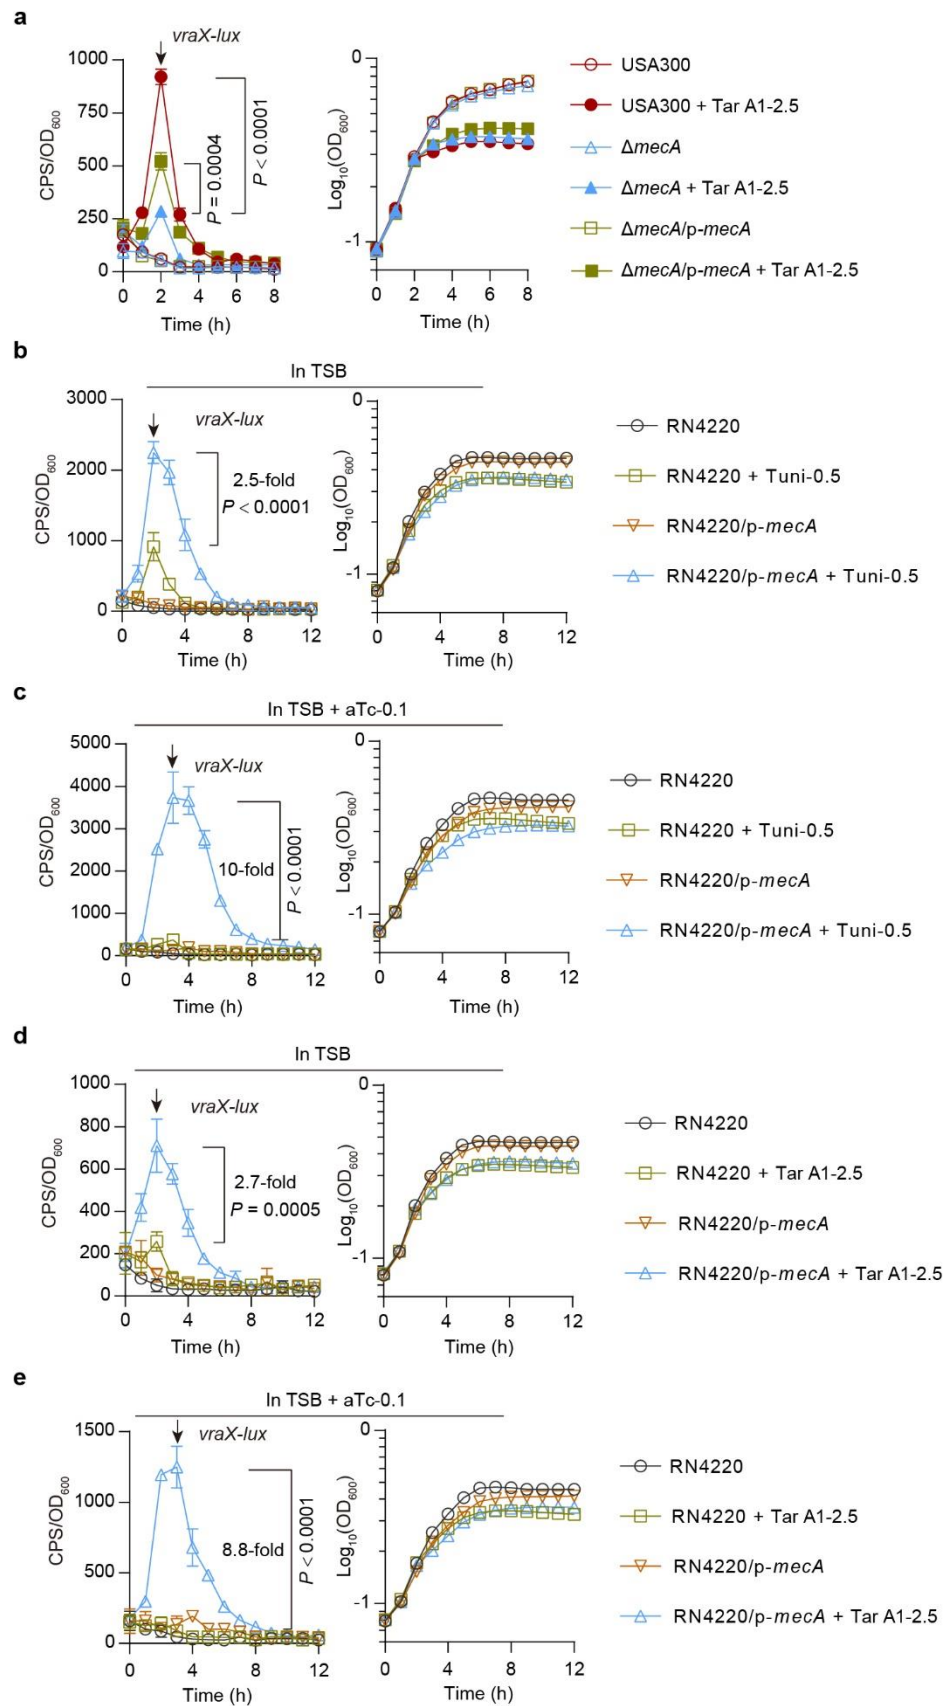 a
vraX-lux
1000
750
500
250
0
CPS/OD600
P = 0.0004
P < 0.0001
0 2 4 6 8
Time (h)
0
-1
Log10(OD600)
0 2 4 6 8
Time (h)
USA300
USA300 + Tar A1-2.5
ΔmecA
ΔmecA + Tar A1-2.5
ΔmecA/p-mecA
ΔmecA/p-mecA + Tar A1-2.5
b
In TSB
vraX-lux
3000
2000
1000
0
CPS/OD600
2.5-fold
P < 0.0001
0 4 8 12
Time (h)
0
-1
Log10(OD600)
0 4 8 12
Time (h)
RN4220
RN4220 + Tuni-0.5
RN4220/p-mecA
RN4220/p-mecA + Tuni-0.5
c
In TSB + aTc-0.1
vraX-lux
5000
4000
3000
2000
1000
0
CPS/OD600
10-fold
P < 0.0001
0 4 8 12
Time (h)
0
-1
Log10(OD600)
0 4 8 12
Time (h)
RN4220
RN4220 + Tuni-0.5
RN4220/p-mecA
RN4220/p-mecA + Tuni-0.5
d
In TSB
vraX-lux
1000
800
600
400
200
0
CPS/OD600
2.7-fold
P = 0.0005
0 4 8 12
Time (h)
0
-1
Log10(OD600)
0 4 8 12
Time (h)
RN4220
RN4220 + Tar A1-2.5
RN4220/p-mecA
RN4220/p-mecA + Tar A1-2.5
e
In TSB + aTc-0.1
vraX-lux
1500
1000
500
0
CPS/OD600
8.8-fold
P < 0.0001
0 4 8 12
Time (h)
0
-1
Log10(OD600)
0 2 4 6 8 10 12
Time (h)
RN4220
RN4220 + Tar A1-2.5
RN4220/p-mecA
RN4220/p-mecA + Tar A1-2.5